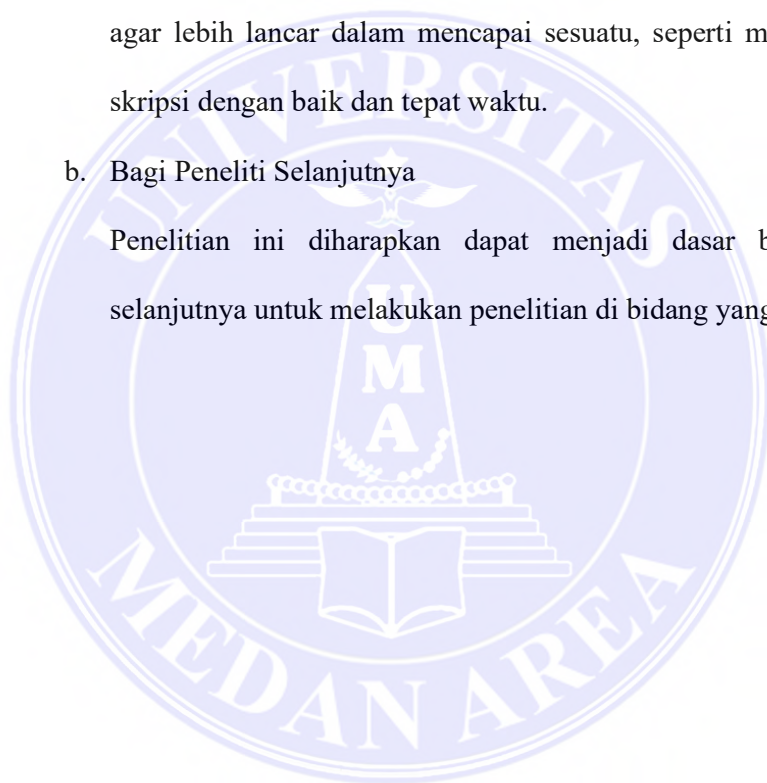 agar lebih lancar dalam mencapai sesuatu, seperti
skripsi dengan baik dan tepat waktu.
b. Bagi Peneliti Selanjutnya
Penelitian ini diharapkan dapat menjadi dasar
selanjutnya untuk melakukan penelitian di bidang yang
UNIVERSITAS
UMA
MEDAN AREA